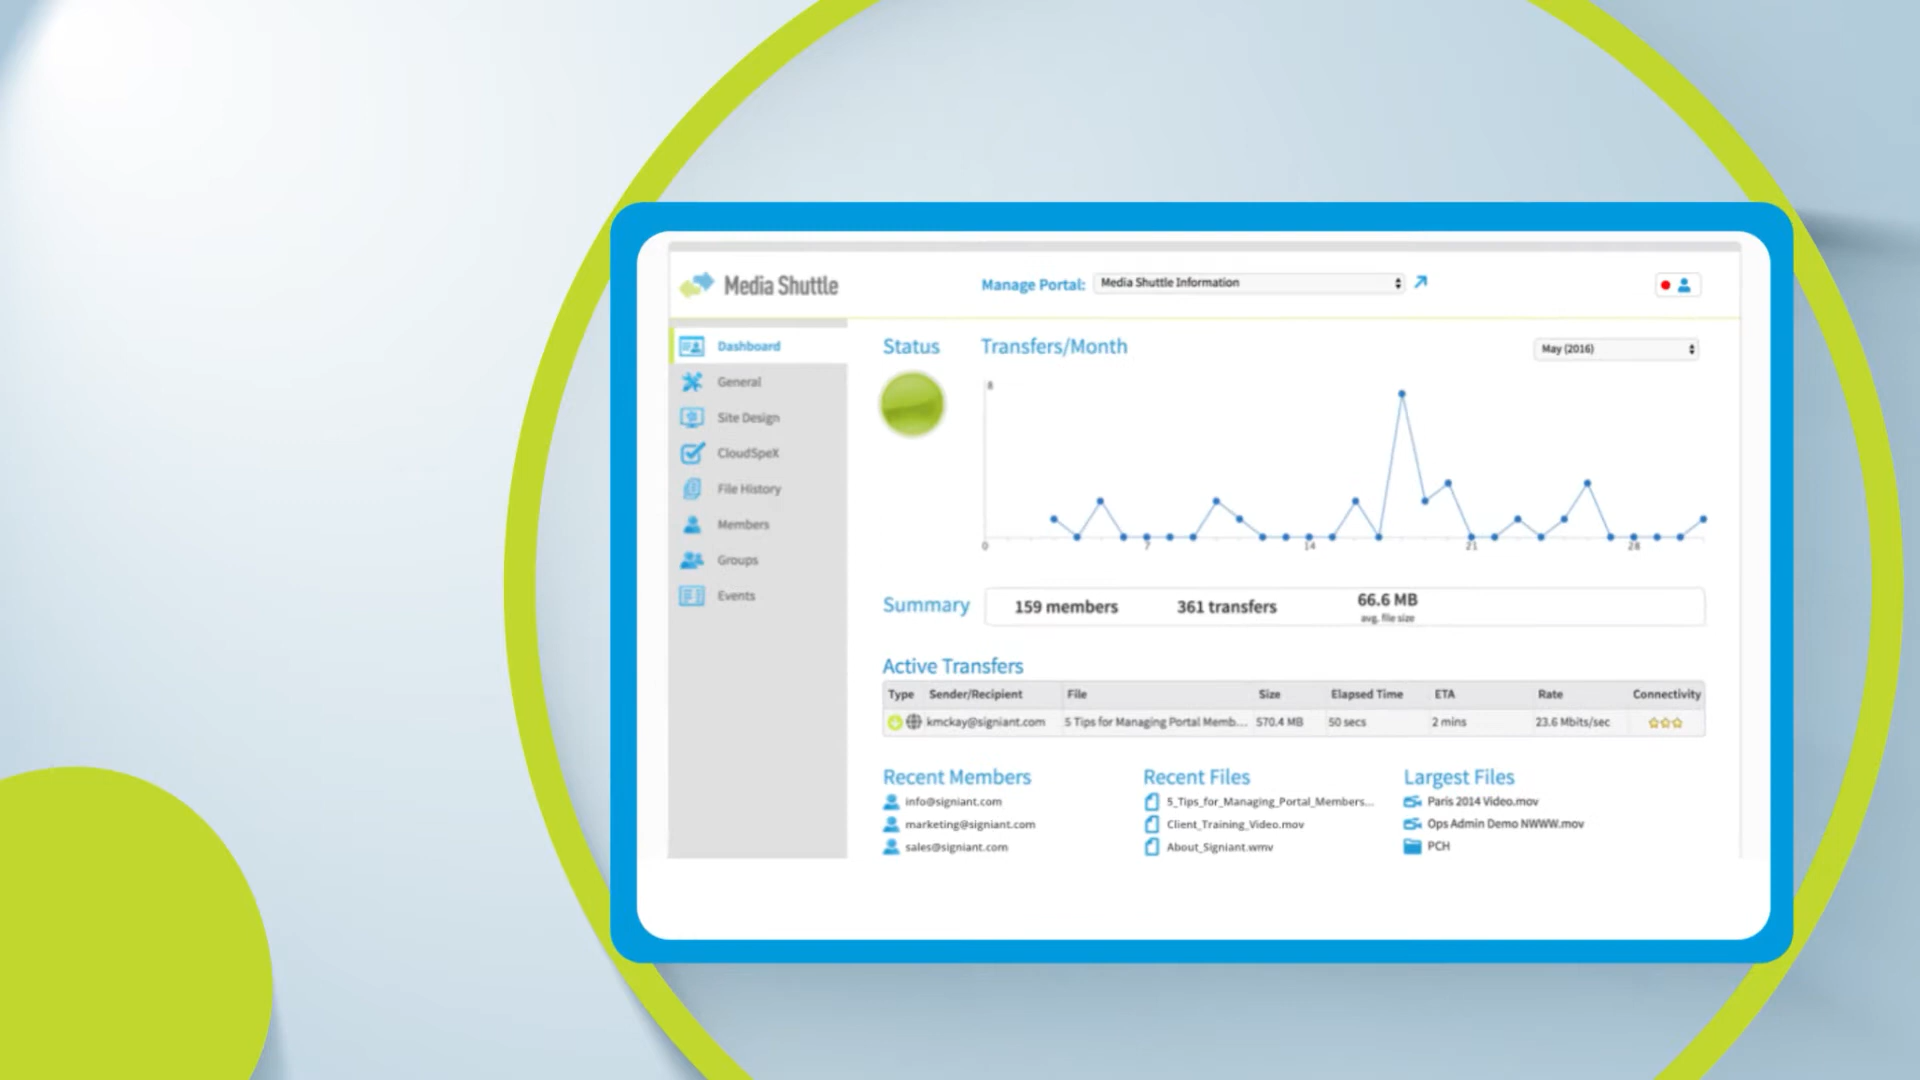 Media Shuttle
Manage Portal: Media Shuttle Information
Dashboard
General
Site Design
CloudSpeX
File History
Members
Groups
Events
Status
Transfers/Month
May (2016)
8
0 7 14 21 28
Summary
159 members 361 transfers 66.6 MB
avg. file size
Active Transfers
Type Sender/Recipient File Size Elapsed Time ETA Rate Connectivity
kmckay@signiant.com 5 Tips for Managing Portal Memb... 570.4 MB 50 secs 2 mins 23.6 Mbits/sec
Recent Members
info@signiant.com
marketing@signiant.com
sales@signiant.com
Recent Files
5_Tips_for_Managing_Portal_Members...
Client_Training_Video.mov
About_Signiant.wmv
Largest Files
Paris 2014 Video.mov
Ops Admin Demo NWWW.mov
PCH